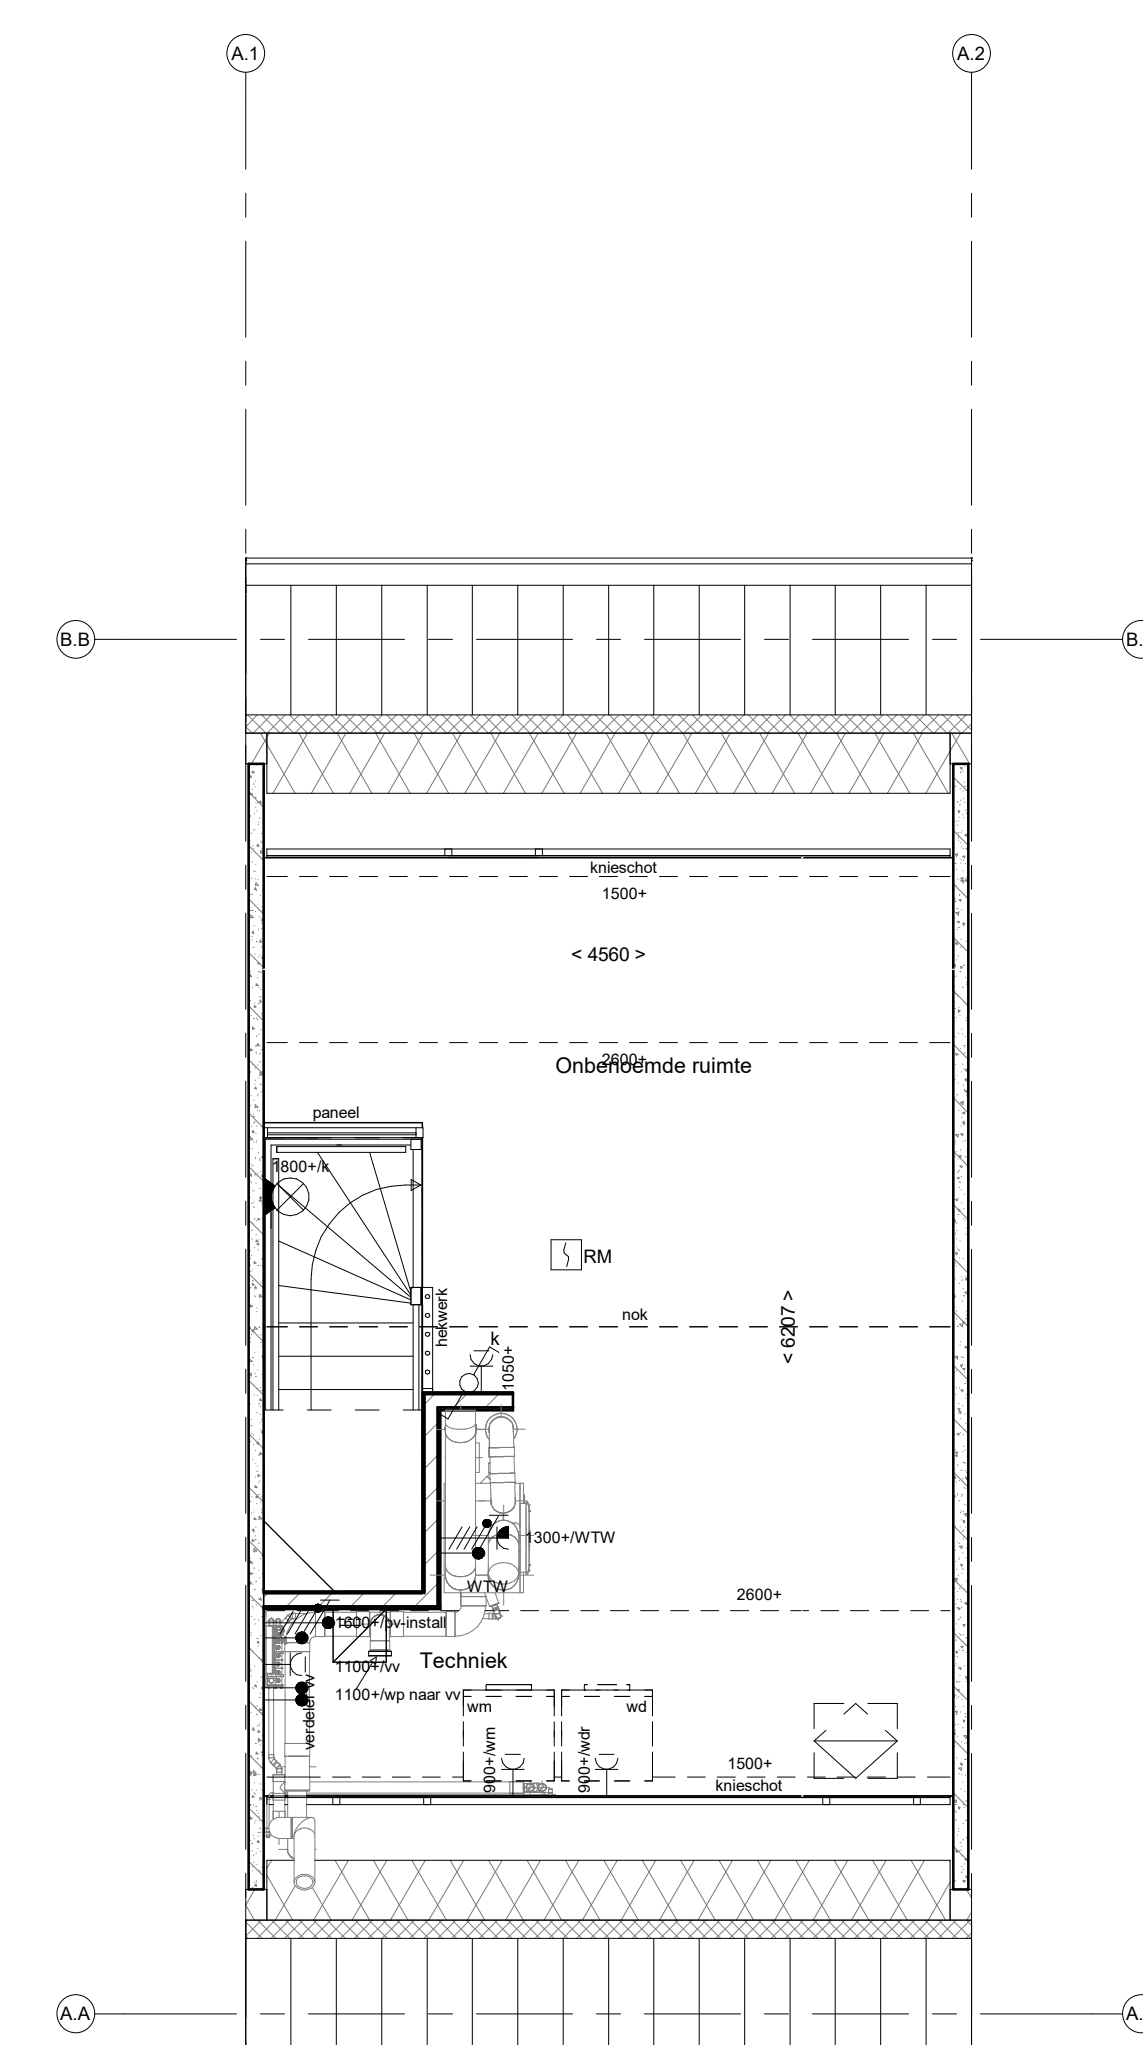 A.1
A.2
B.B
B.
knieschot
1500+
< 4560 >
2600+
Onbenoemde ruimte
paneel
1800+/k
RM
hekwerk
nok
< 6207 >
k
1050+
1300+/WTW
WTW
2600+
1600+/pv-install
Techniek
1100+/vv
1100+/wp naar vv
verdeler vv
wm
wd
900+/wm
900+/wdr
1500+
knieschot
A.A
A.